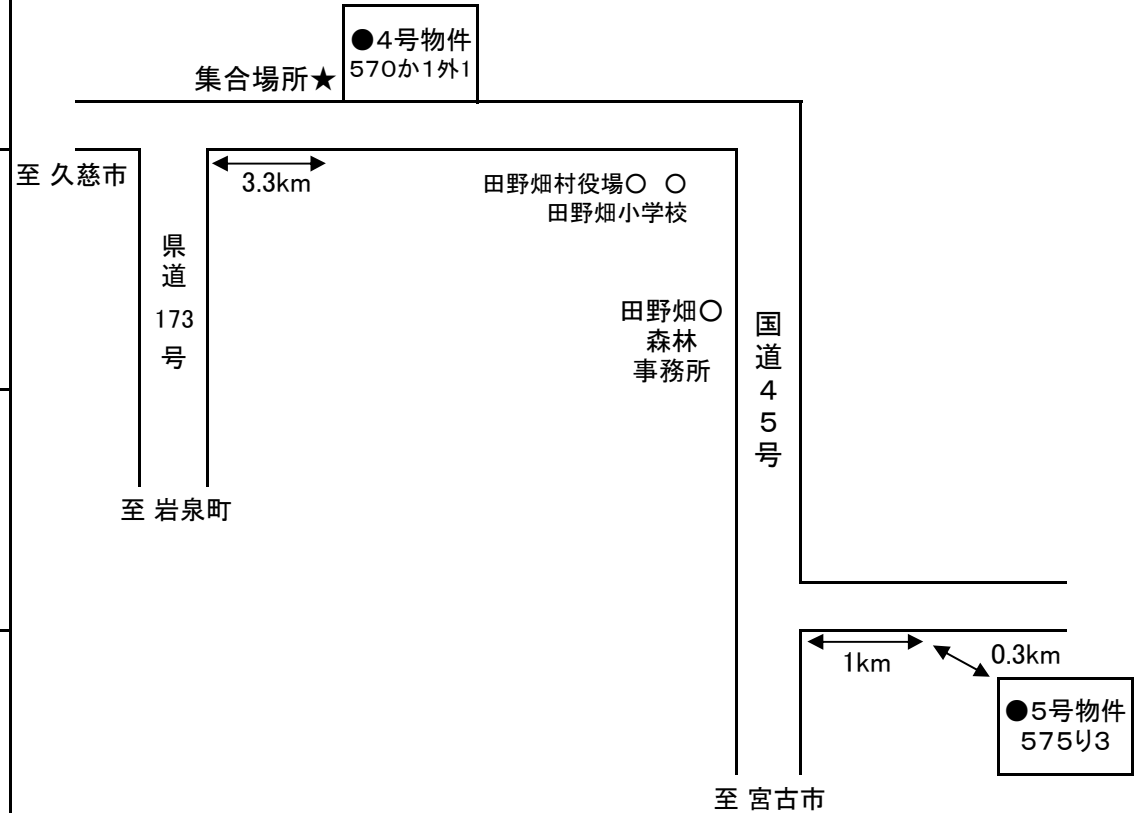 ●４号物件
570か1外1
集合場所★
至 久慈市
3.3km
田野畑村役場○ ○
田野畑小学校
県道173号
田野畑○
森林
事務所
国道４５号
至 岩泉町
1km
0.3km
●５号物件
575り3
至 宮古市